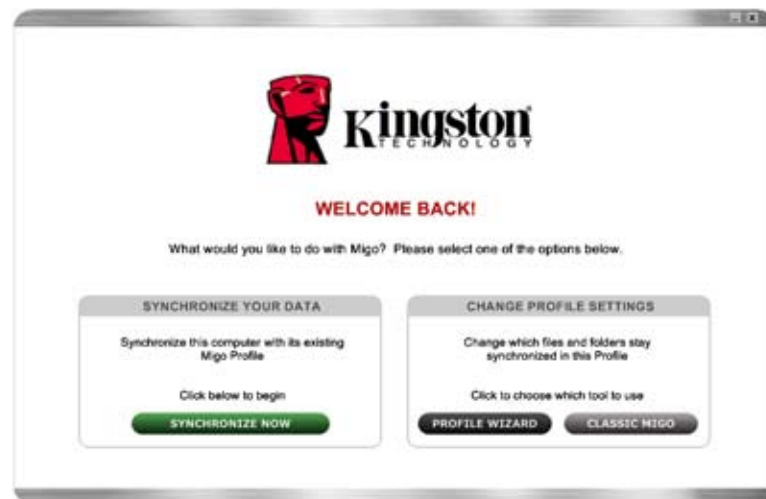 Kingston
TECHNOLOGY
WELCOME BACK!
What would you like to do with Migo? Please select one of the options below.
SYNCHRONIZE YOUR DATA
Synchronize this computer with its existing
Migo Profile
Click below to begin
SYNCHRONIZE NOW
CHANGE PROFILE SETTINGS
Change which files and folders stay
synchronized in this Profile
Click to choose which tool to use
PROFILE WIZARD
CLASSIC MIGO